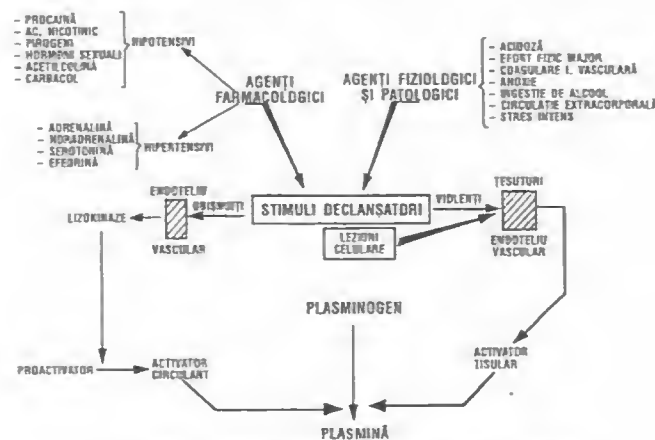 – PROCAINĂ
– AC. NICOTINIC
– PIROGENI
– HORMONI SEXUALI
– ACETILCOLINĂ
– CARBACOL
HIPOTENSIVI
– ADRENALINĂ
– NORADRENALINĂ
– SEROTONINĂ
– EFEDRINĂ
HIPERTENSIVI
AGENȚI
FARMACOLOGICI
AGENȚI FIZIOLOGICI
ȘI PATOLOGICI
– ACIDOZĂ
– EFORT FIZIC MAJOR
– COAGULARE I. VASCULARĂ
– ANOXIE
– INGESTIE DE ALCOOL
– CIRCULAȚIE EXTRACORPORALĂ
– STRES INTENS
LIZOKINAZE
ENDOTELIU
VASCULAR
OBIȘNUIȚI
STIMULI DECLANȘATORI
VIOLENȚI
LEZIONI
CELULARE
ȚESUTURI
ENDOTELIU
VASCULAR
PLASMINOGEN
PROACTIVATOR
ACTIVATOR
CIRCULANT
ACTIVATOR
TISULAR
PLASMINĂ